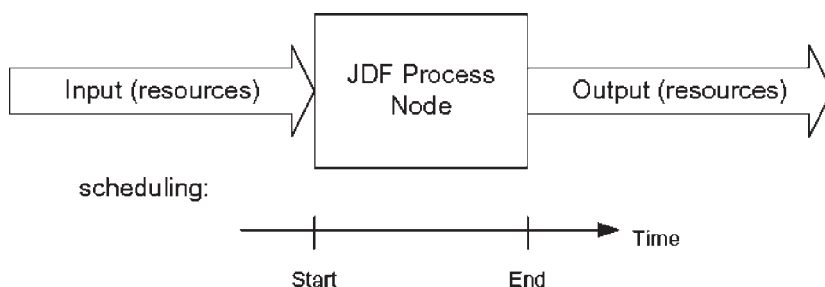 Input (resources)
JDF Process
Node
Output (resources)
scheduling:
Time
Start
End